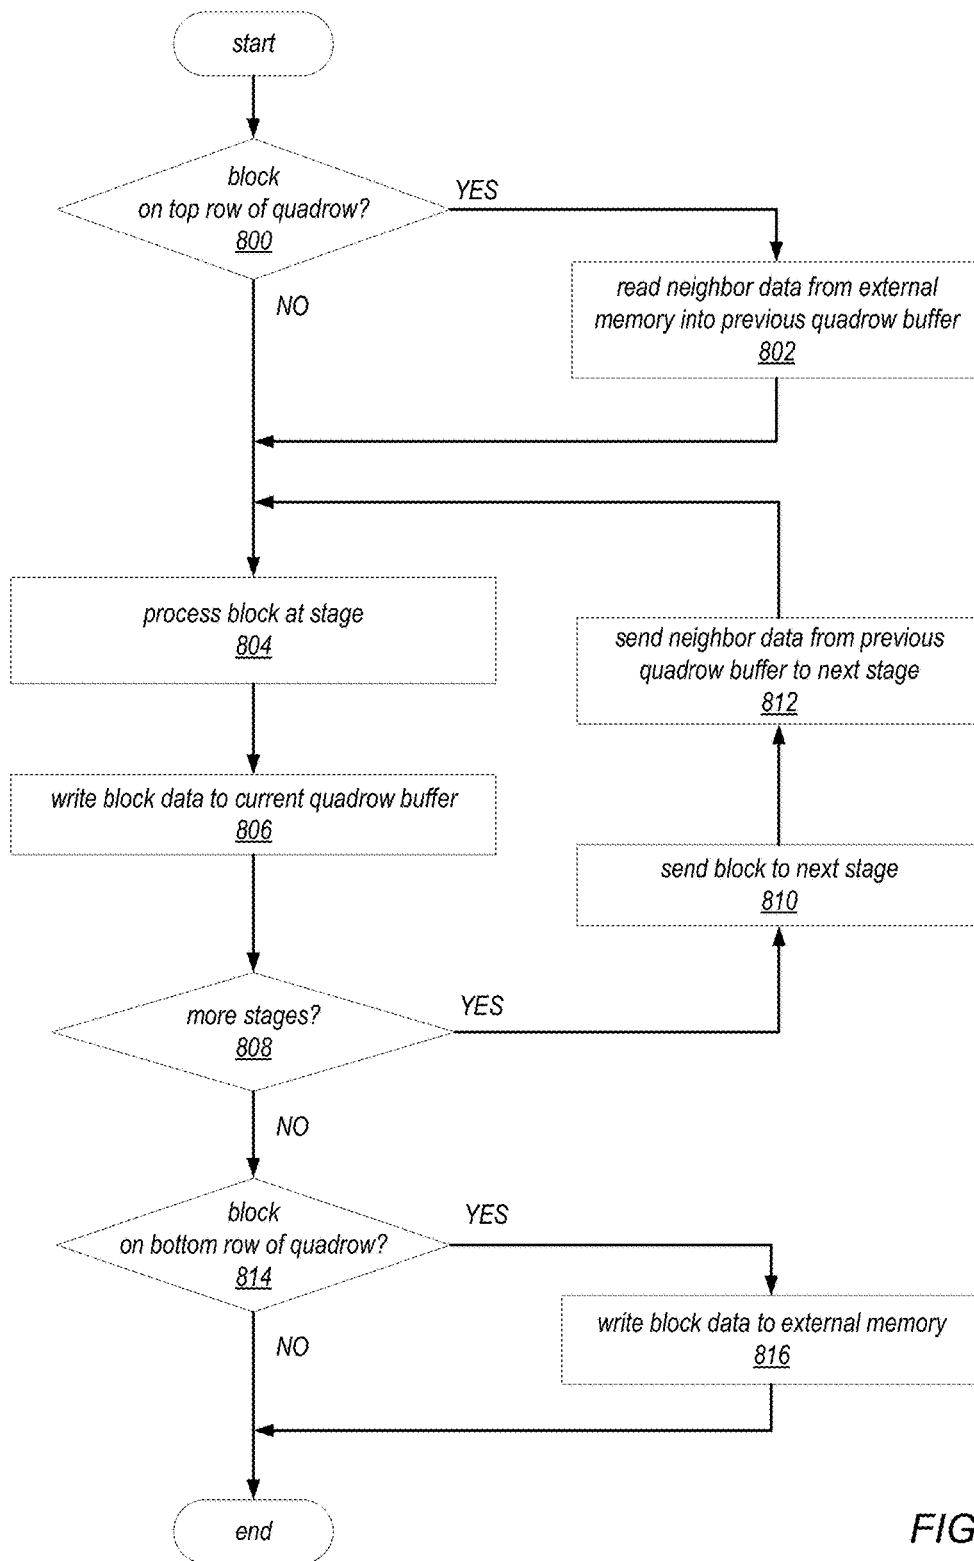 start
block
on top row of quadrow?
800
YES
NO
read neighbor data from external
memory into previous quadrow buffer
802
process block at stage
804
send neighbor data from previous
quadrow buffer to next stage
812
write block data to current quadrow buffer
806
send block to next stage
810
more stages?
808
YES
NO
block
on bottom row of quadrow?
814
YES
NO
write block data to external memory
816
end
FIG